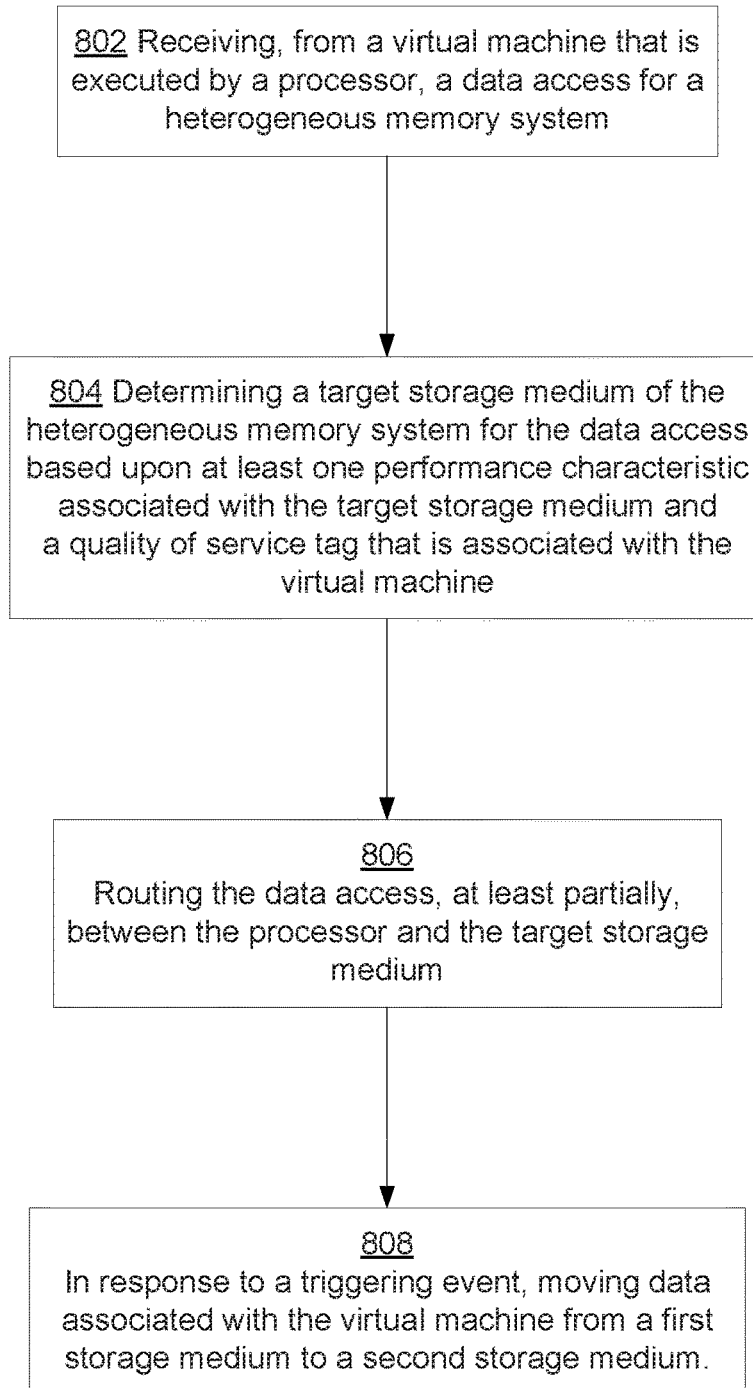 802 Receiving, from a virtual machine that is
executed by a processor, a data access for a
heterogeneous memory system
804 Determining a target storage medium of the
heterogeneous memory system for the data access
based upon at least one performance characteristic
associated with the target storage medium and
a quality of service tag that is associated with the
virtual machine
806
Routing the data access, at least partially,
between the processor and the target storage
medium
808
In response to a triggering event, moving data
associated with the virtual machine from a first
storage medium to a second storage medium.